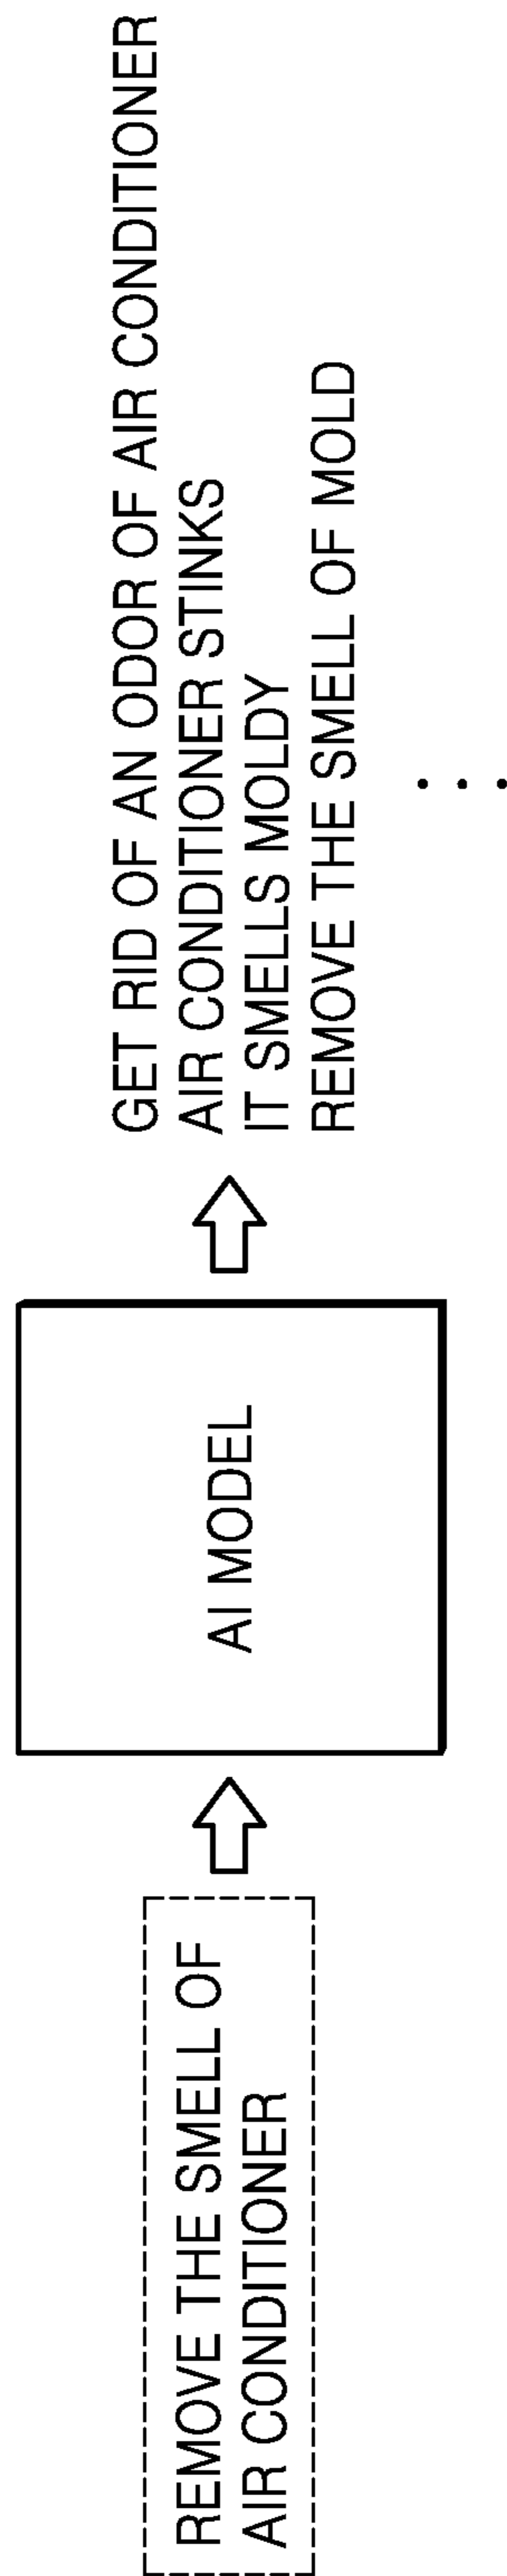 REMOVE THE SMELL OF
AIR CONDITIONER
AI MODEL
GET RID OF AN ODOR OF AIR CONDITIONER
AIR CONDITIONER STINKS
IT SMELLS MOLDY
REMOVE THE SMELL OF MOLD